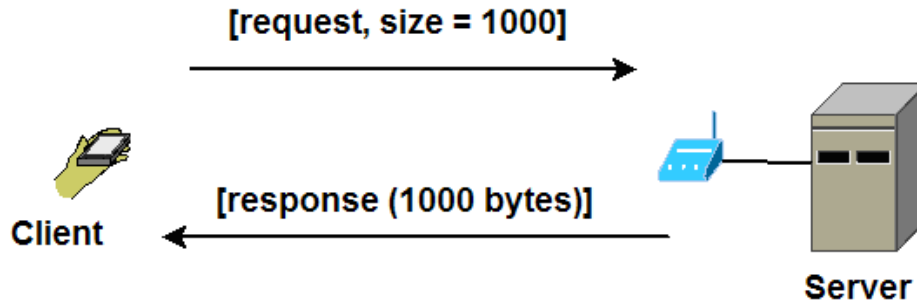 [request, size = 1000]
[response (1000 bytes)]
Client
Server